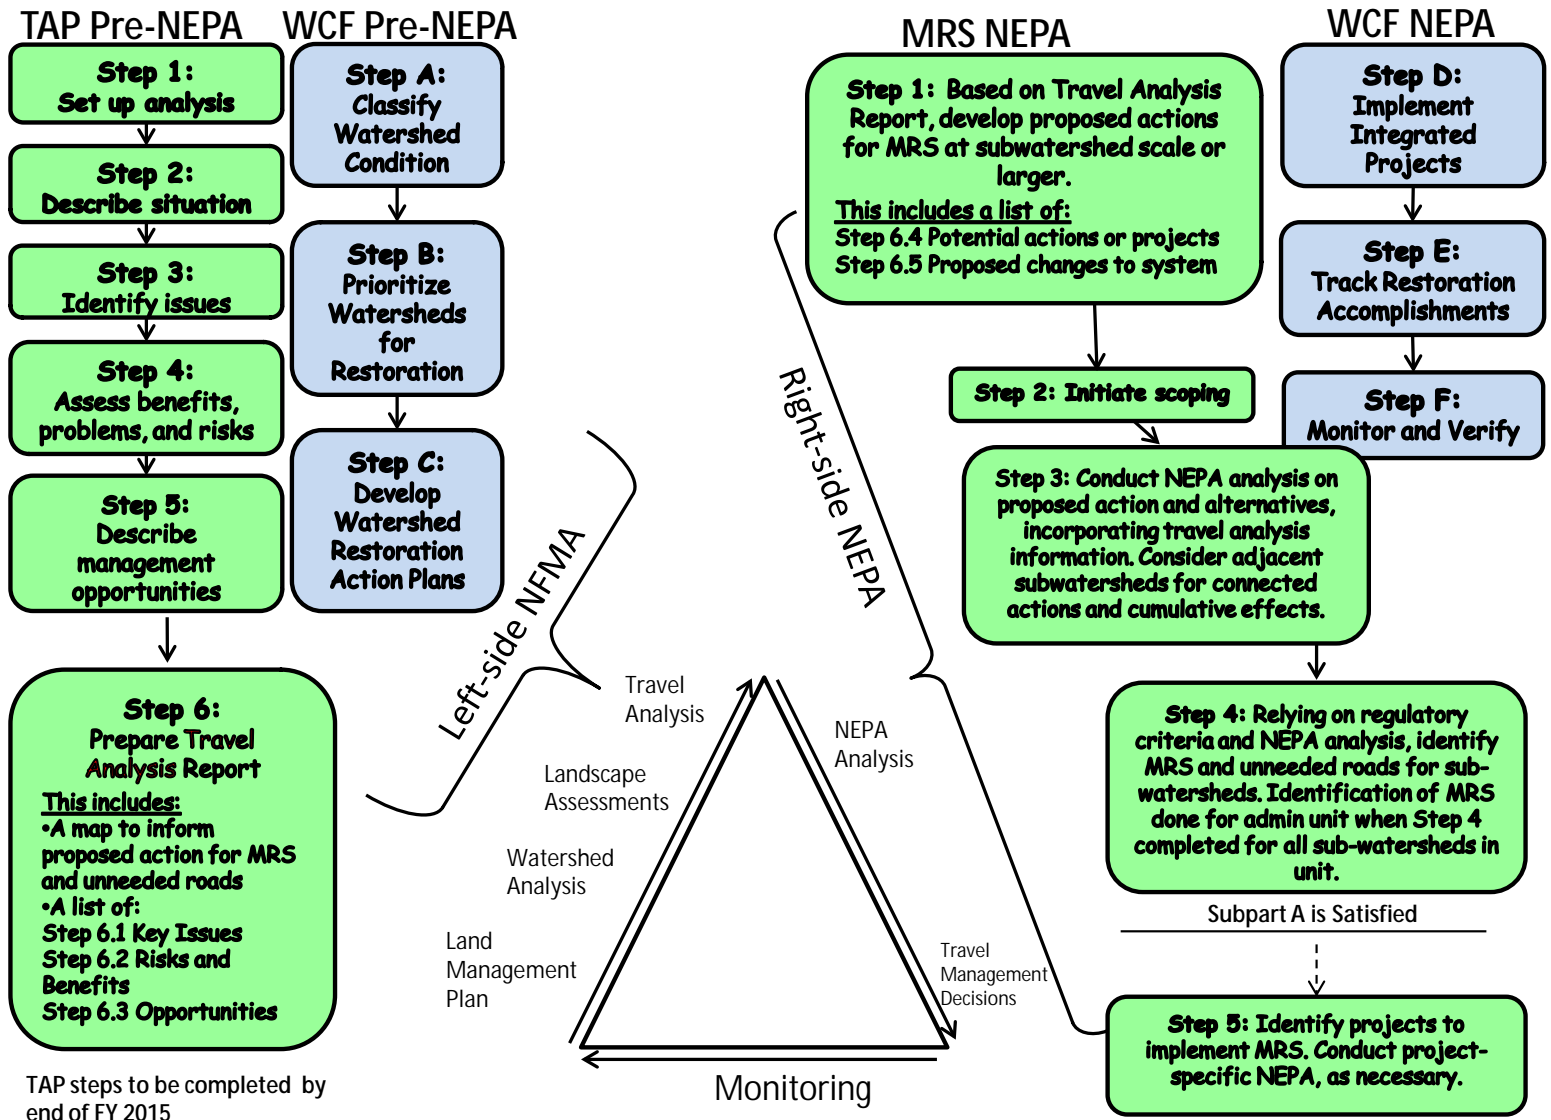 TAP Pre-NEPA
Step 1:
Set up analysis
Step 2:
Describe situation
Step 3:
Identify issues
Step 4:
Assess benefits,
problems, and risks
Step 5:
Describe
management
opportunities
Step 6:
Prepare Travel
Analysis Report
This includes:
•A map to inform
proposed action for MRS
and unneeded roads
•A list of:
Step 6.1 Key Issues
Step 6.2 Risks and
Benefits
Step 6.3 Opportunities
TAP steps to be completed by
end of FY 2015
WCF Pre-NEPA
Step A:
Classify
Watershed
Condition
Step B:
Prioritize
Watersheds
for
Restoration
Step C:
Develop
Watershed
Restoration
Action Plans
Left-side NFMA
Travel
Analysis
Landscape
Assessments
Watershed
Analysis
Land
Management
Plan
NEPA
Analysis
Travel
Management
Decisions
Monitoring
Right-side NEPA
MRS NEPA
Step 1: Based on Travel Analysis
Report, develop proposed actions
for MRS at subwatershed scale or
larger.
This includes a list of:
Step 6.4 Potential actions or projects
Step 6.5 Proposed changes to system
Step 2: Initiate scoping
Step 3: Conduct NEPA analysis on
proposed action and alternatives,
incorporating travel analysis
information. Consider adjacent
subwatersheds for connected
actions and cumulative effects.
Step 4: Relying on regulatory
criteria and NEPA analysis, identify
MRS and unneeded roads for sub-
watersheds. Identification of MRS
done for admin unit when Step 4
completed for all sub-watersheds in
unit.
Subpart A is Satisfied
Step 5: Identify projects to
implement MRS. Conduct project-
specific NEPA, as necessary.
WCF NEPA
Step D:
Implement
Integrated
Projects
Step E:
Track Restoration
Accomplishments
Step F:
Monitor and Verify